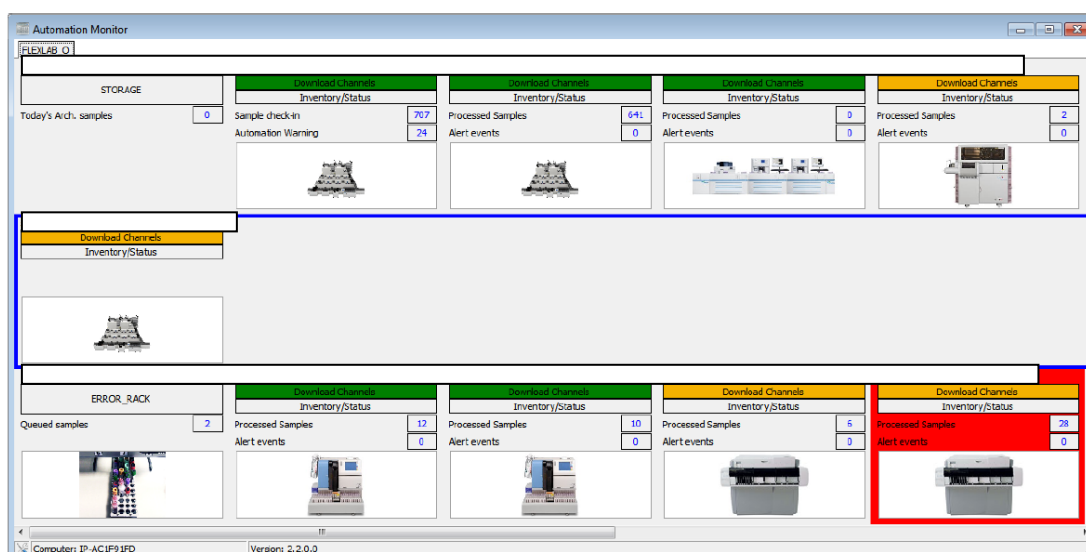 Automation Monitor
FLEXLAB_O
STORAGE
Today's Arch. samples 0
Download Channels
Inventory/Status
Sample check-in 707
Automation Warning 24
Download Channels
Inventory/Status
Processed Samples 641
Alert events 0
Download Channels
Inventory/Status
Processed Samples 0
Alert events 0
Download Channels
Inventory/Status
Processed Samples 2
Alert events 0
Download Channels
Inventory/Status
ERROR_RACK
Queued samples 2
Download Channels
Inventory/Status
Processed Samples 12
Alert events 0
Download Channels
Inventory/Status
Processed Samples 10
Alert events 0
Download Channels
Inventory/Status
Processed Samples 6
Alert events 0
Download Channels
Inventory/Status
Processed Samples 28
Alert events 0
Computer: IP-AC1F91FD
Version: 2.2.0.0